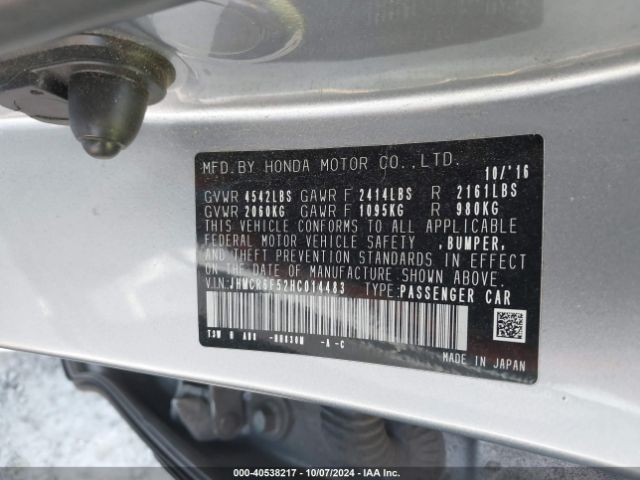 MFD.BY HONDA MOTOR CO.,LTD. 10/'16
GVWR 4542LBS GAWR F 2414LBS R 2161LBS
GVWR 2060KG GAWR F 1095KG R 980KG
THIS VEHICLE CONFORMS TO ALL APPLICABLE
FEDERAL MOTOR VEHICLE SAFETY ,BUMPER,
AND THEFT PREVENTION STANDARDS IN EFFECT
ON THE DATE OF MANUFACTURE SHOWN ABOVE.
VIN:JHMCR6F52HC014483 TYPE:PASSENGER CAR
-A-C
MADE IN JAPAN
000-40538217 - 10/07/2024 - IAA Inc.